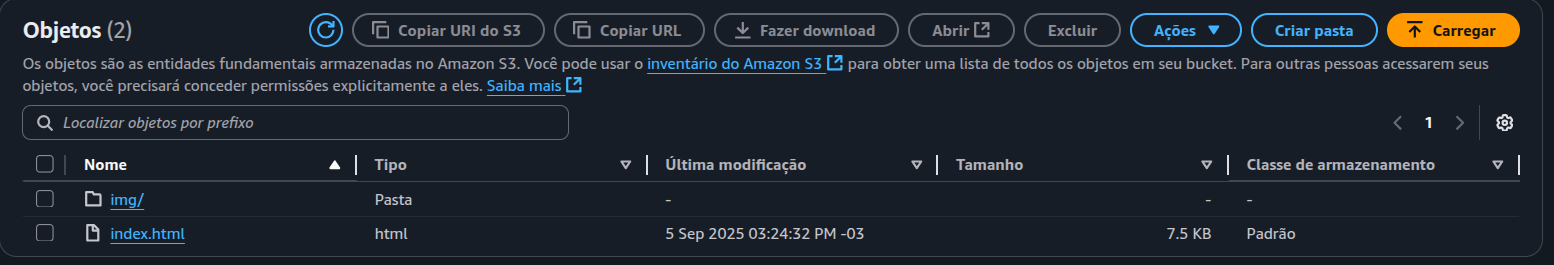 Objetos (2)
Copiar URI do S3
Copiar URL
Fazer download
Abrir
Excluir
Ações
Criar pasta
Carregar
Os objetos são as entidades fundamentais armazenadas no Amazon S3. Você pode usar o inventário do Amazon S3 para obter uma lista de todos os objetos em seu bucket. Para outras pessoas acessarem seus
objetos, você precisará conceder permissões explicitamente a eles. Saiba mais
Localizar objetos por prefixo
1
Nome Tipo Última modificação Tamanho Classe de armazenamento
img/ Pasta - - -
index.html html 5 Sep 2025 03:24:32 PM -03 7.5 KB Padrão